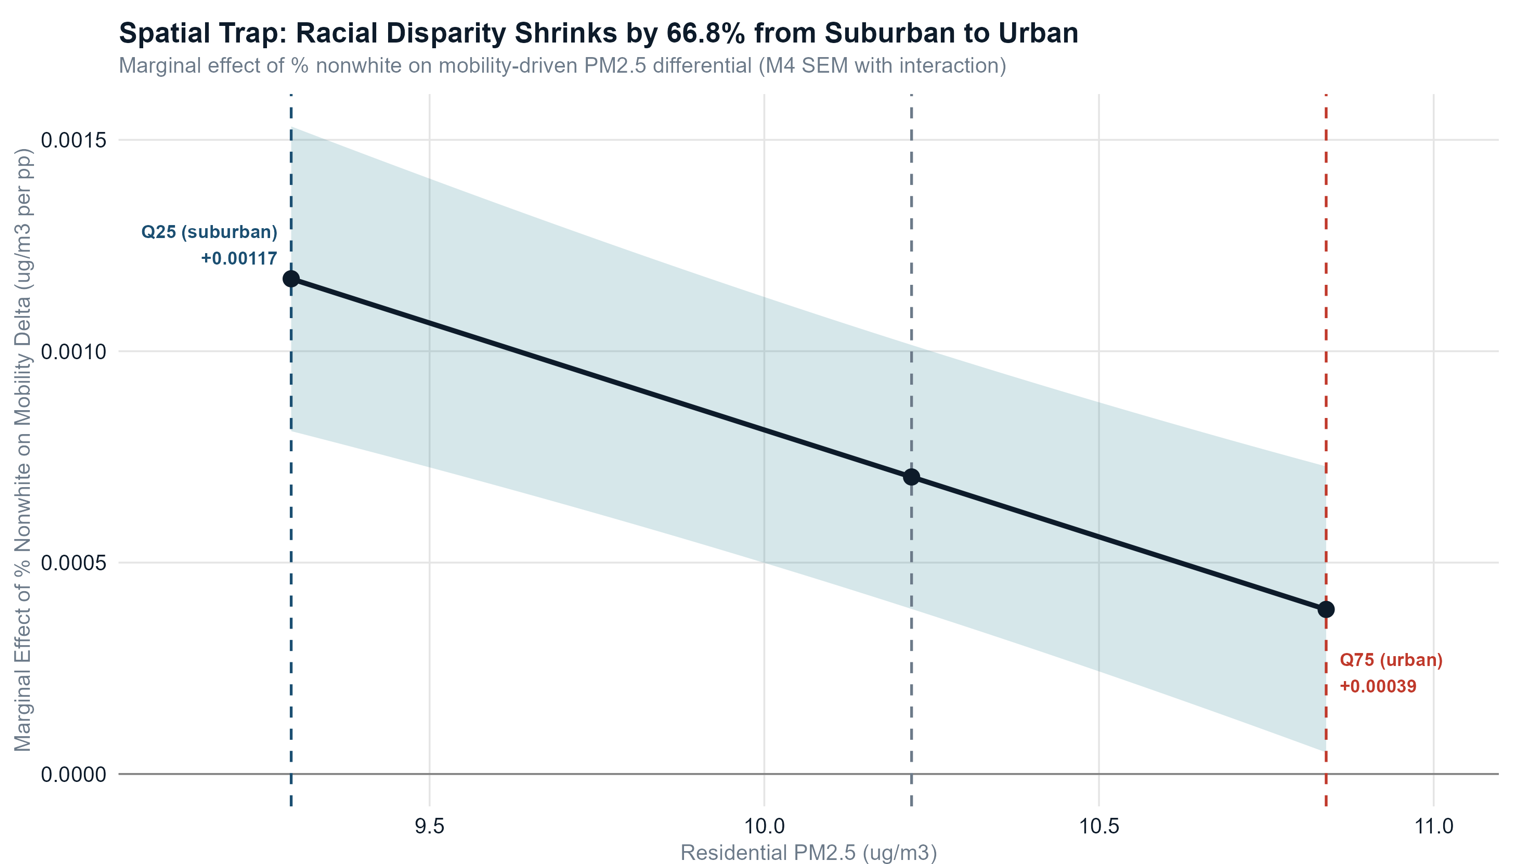 Spatial Trap: Racial Disparity Shrinks by 66.8% from Suburban to Urban
Marginal effect of % nonwhite on mobility-driven PM2.5 differential (M4 SEM with interaction)
Marginal Effect of % Nonwhite on Mobility Delta (ug/m3 per pp)
0.0015
0.0010
0.0005
0.0000
Q25 (suburban)
+0.00117
Q75 (urban)
+0.00039
9.5
10.0
10.5
11.0
Residential PM2.5 (ug/m3)